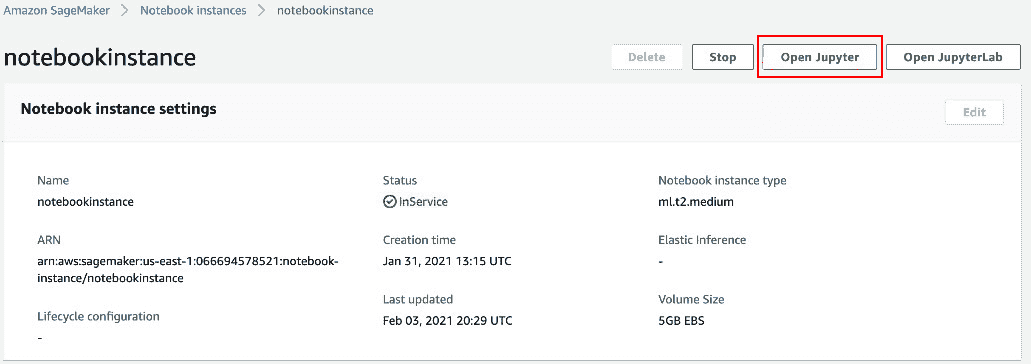 Amazon SageMaker > Notebook instances > notebookinstance
notebookinstance
Delete Stop Open Jupyter Open JupyterLab
Notebook instance settings
Edit
Name Status Notebook instance type
notebookinstance InService ml.t2.medium
ARN Creation time Elastic Inference
arn:aws:sagemaker:us-east-1:066694578521:notebook- Jan 31, 2021 13:15 UTC -
instance/notebookinstance
Lifecycle configuration Last updated Volume Size
- Feb 03, 2021 20:29 UTC 5GB EBS